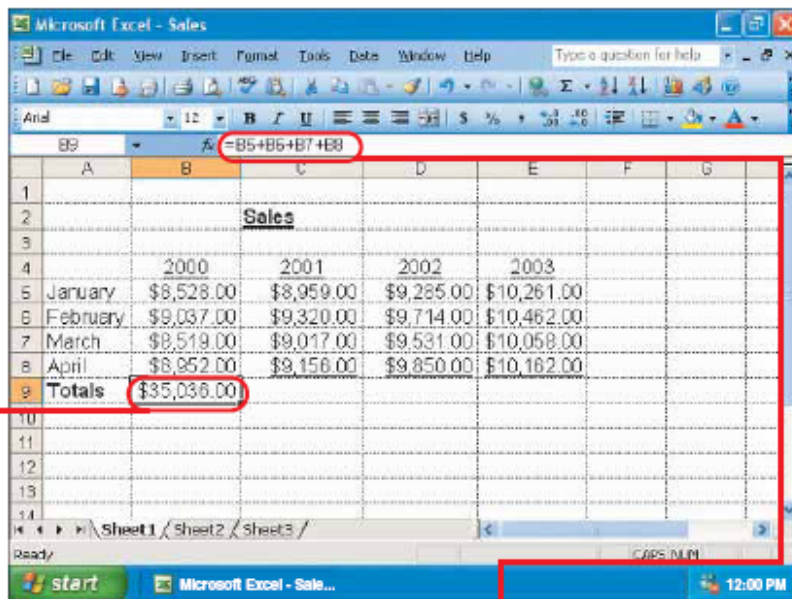 Microsoft Excel - Sales
File Edit View Insert Format Tools Data Window Help Type a question for help
Arial 12 B I U $ % ,
B9 fx =B5+B6+B7+B8
A B C D E F G
1
2 Sales
3
4 2000 2001 2002 2003
5 January $8,528.00 $8,959.00 $9,285.00 $10,261.00
6 February $9,037.00 $9,320.00 $9,714.00 $10,462.00
7 March $8,519.00 $9,017.00 $9,531.00 $10,058.00
8 April $8,952.00 $9,156.00 $9,850.00 $10,162.00
9 Totals $35,036.00
10
11
12
13
14
Sheet1 / Sheet2 / Sheet3 /
Ready CAPS NUM
start Microsoft Excel - Sale... 12:00 PM